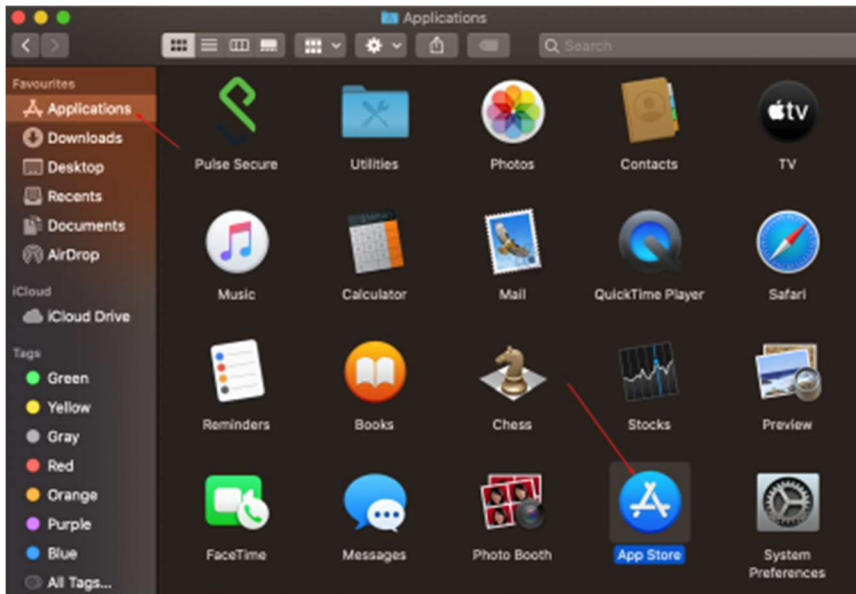 Applications
Search
Favourites
Applications
Downloads
Desktop
Recents
Documents
AirDrop
iCloud
iCloud Drive
Tags
Green
Yellow
Gray
Red
Orange
Purple
Blue
All Tags...
tv
Pulse Secure
Utilities
Photos
Contacts
TV
Music
Calculator
Mail
QuickTime Player
Safari
Reminders
Books
Chess
Stocks
Preview
FaceTime
Messages
Photo Booth
App Store
System
Preferences